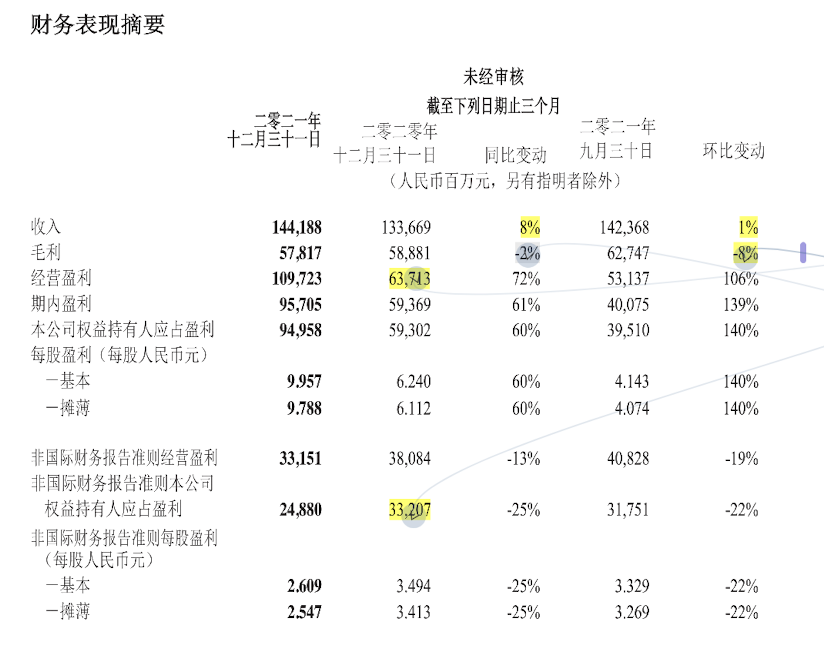 财务表现摘要
未经审核
截至下列日期止三个月
二零二一年 二零二零年 二零二一年
十二月三十一日 十二月三十一日 同比变动 九月三十日 环比变动
（人民币百万元，另有指明者除外）
收入 144,188 133,669 8% 142,368 1%
毛利 57,817 58,881 -2% 62,747 -8%
经营盈利 109,723 63,713 72% 53,137 106%
期内盈利 95,705 59,369 61% 40,075 139%
本公司权益持有人应占盈利 94,958 59,302 60% 39,510 140%
每股盈利（每股人民币元）
－基本 9.957 6.240 60% 4.143 140%
－摊薄 9.788 6.112 60% 4.074 140%
非国际财务报告准则经营盈利 33,151 38,084 -13% 40,828 -19%
非国际财务报告准则本公司
权益持有人应占盈利 24,880 33,207 -25% 31,751 -22%
非国际财务报告准则每股盈利
（每股人民币元）
－基本 2.609 3.494 -25% 3.329 -22%
－摊薄 2.547 3.413 -25% 3.269 -22%